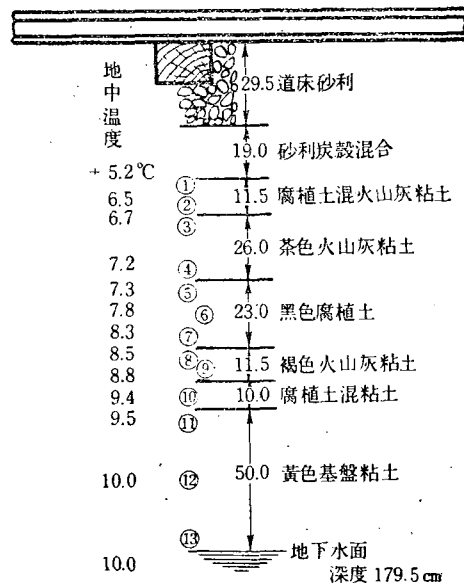 地中温度
29.5 道床砂利
19.0 砂利炭殼混合
+ 5.2℃
① 11.5 腐植土混火山灰粘土
6.5 ②
6.7 ③
26.0 茶色火山灰粘土
7.2 ④
7.3 ⑤
7.8 ⑥ 23.0 黒色腐植土
8.3 ⑦
8.5 ⑧ ⑨ 11.5 褐色火山灰粘土
8.8
9.4 ⑩ 10.0 腐植土混粘土
9.5 ⑪
10.0 ⑫ 50.0 黃色基盤粘土
⑬
地下水面
10.0 深度 179.5 cm